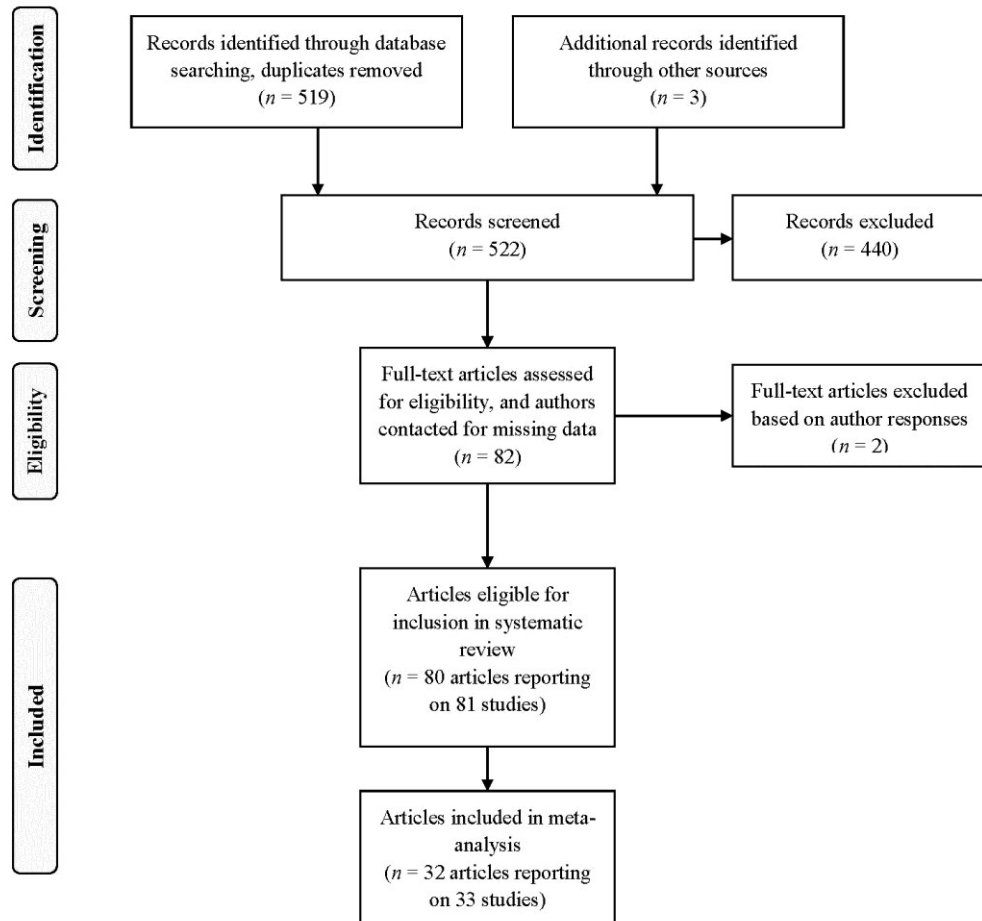 Identification
Records identified through database
searching, duplicates removed
(n = 519)
Additional records identified
through other sources
(n = 3)
Screening
Records screened
(n = 522)
Records excluded
(n = 440)
Eligibility
Full-text articles assessed
for eligibility, and authors
contacted for missing data
(n = 82)
Full-text articles excluded
based on author responses
(n = 2)
Included
Articles eligible for
inclusion in systematic
review
(n = 80 articles reporting
on 81 studies)
Articles included in meta-
analysis
(n = 32 articles reporting
on 33 studies)